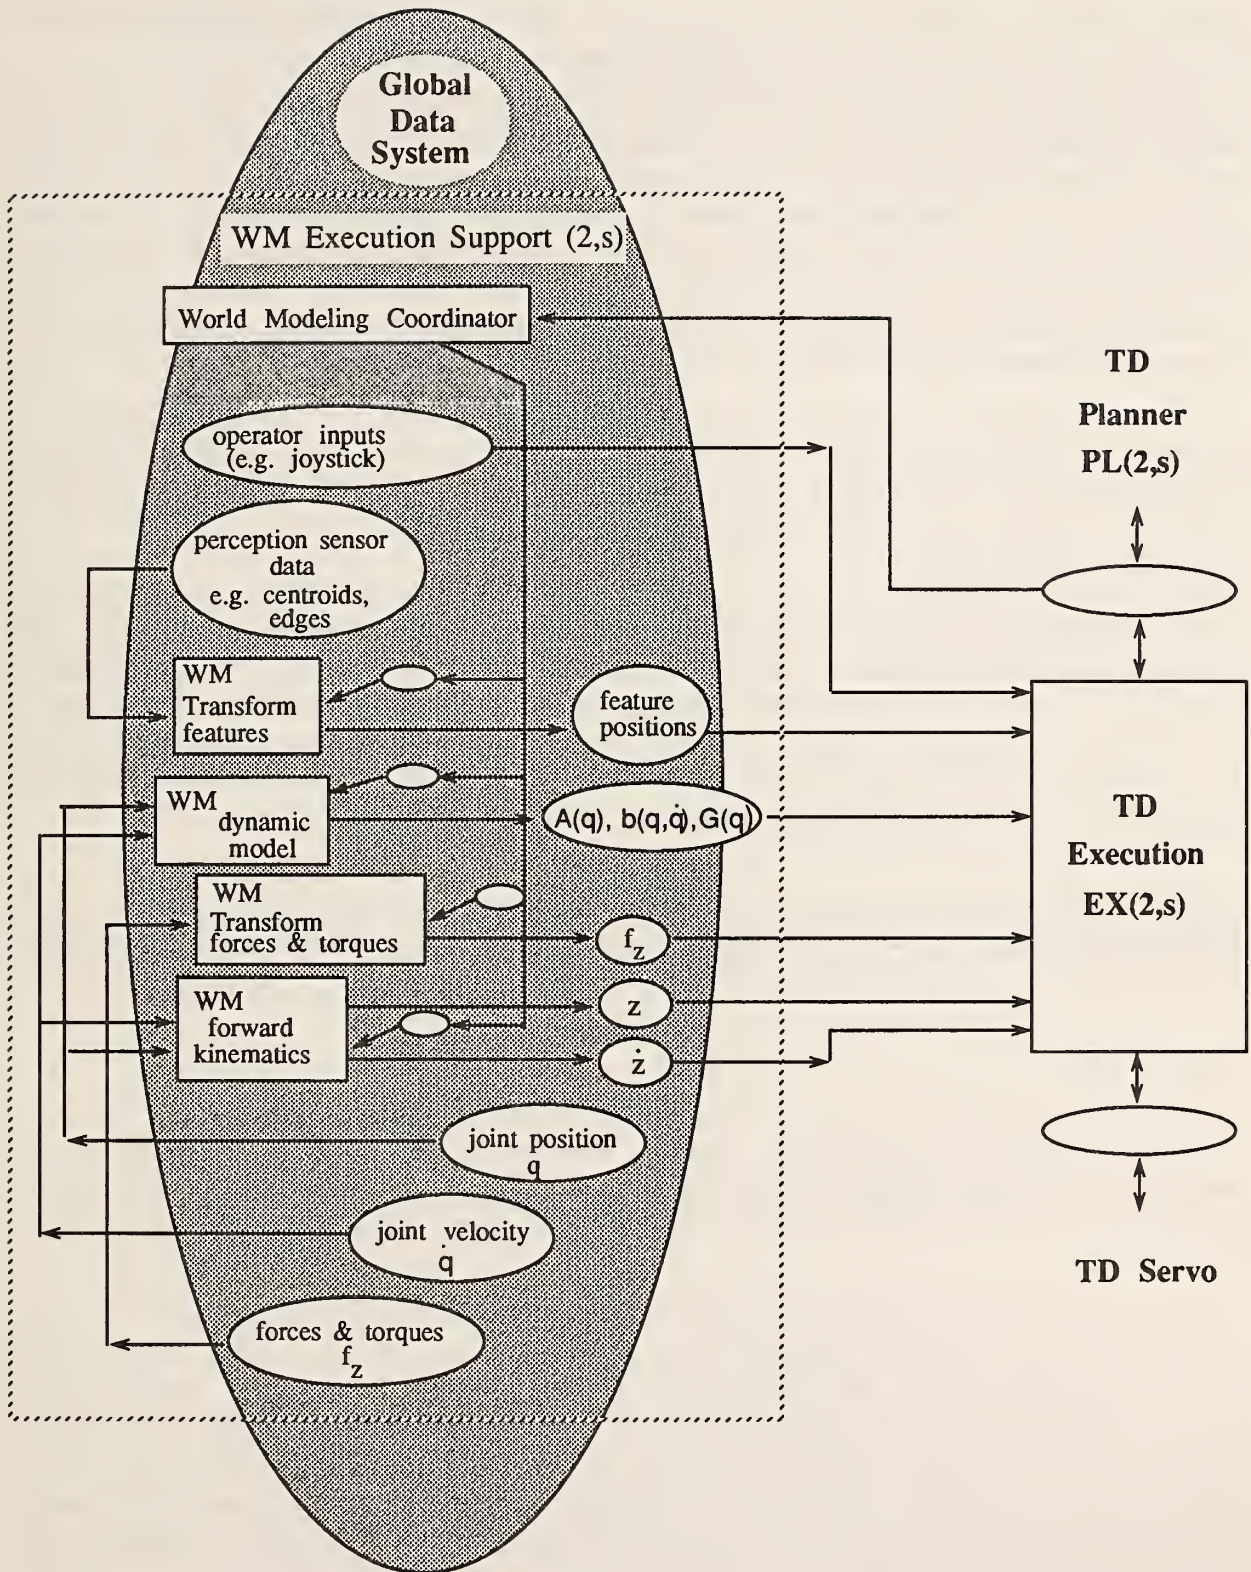 Global
Data
System
WM Execution Support (2,s)
World Modeling Coordinator
operator inputs
(e.g. joystick)
perception sensor
data
e.g. centroids,
edges
WM
Transform
features
feature
positions
WM
dynamic
model
A(q), b(q,q̇),G(q)
WM
Transform
forces & torques
f_z
WM
forward
kinematics
z
ż
joint position
q
joint velocity
q̇
forces & torques
f_z
TD
Planner
PL(2,s)
TD
Execution
EX(2,s)
TD Servo